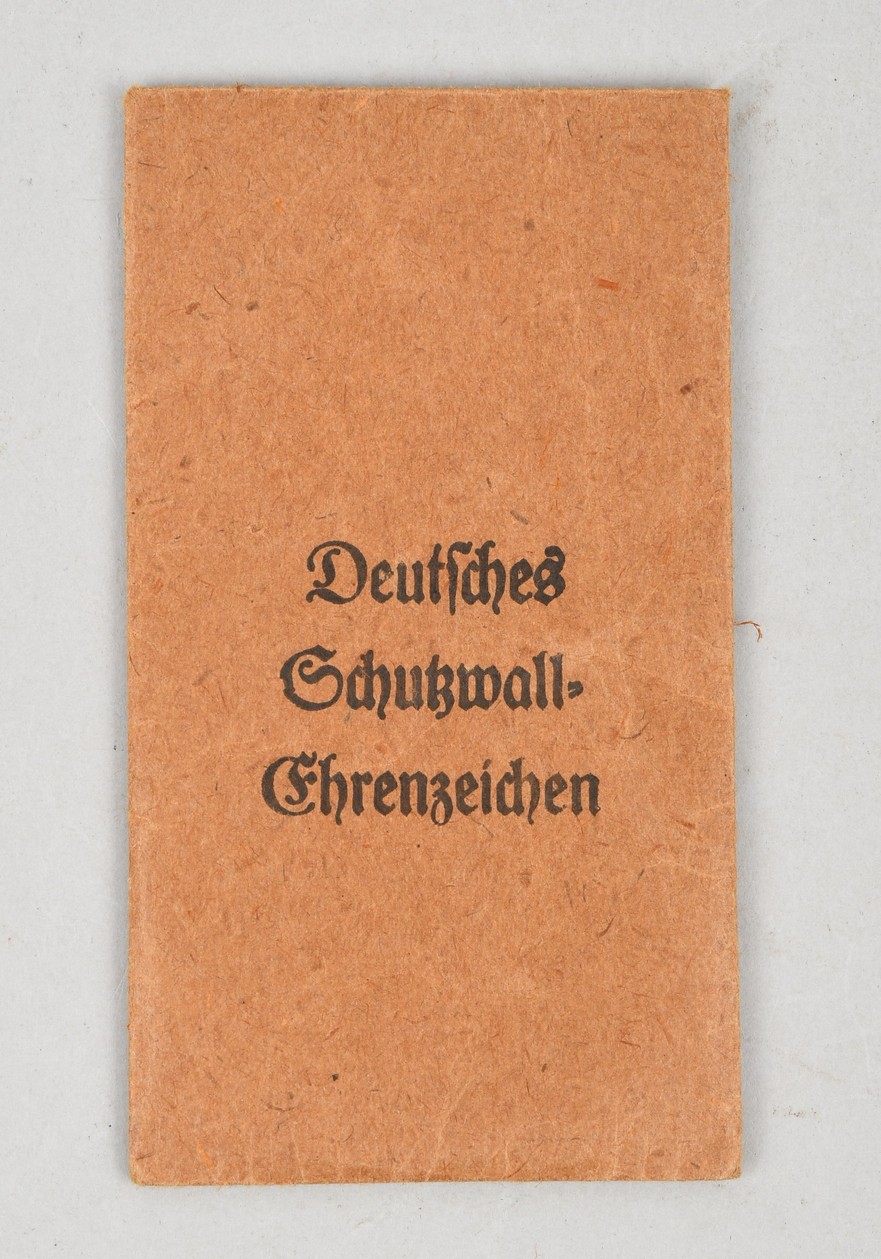 Deutſches
Schutzwall-
Ehrenzeichen